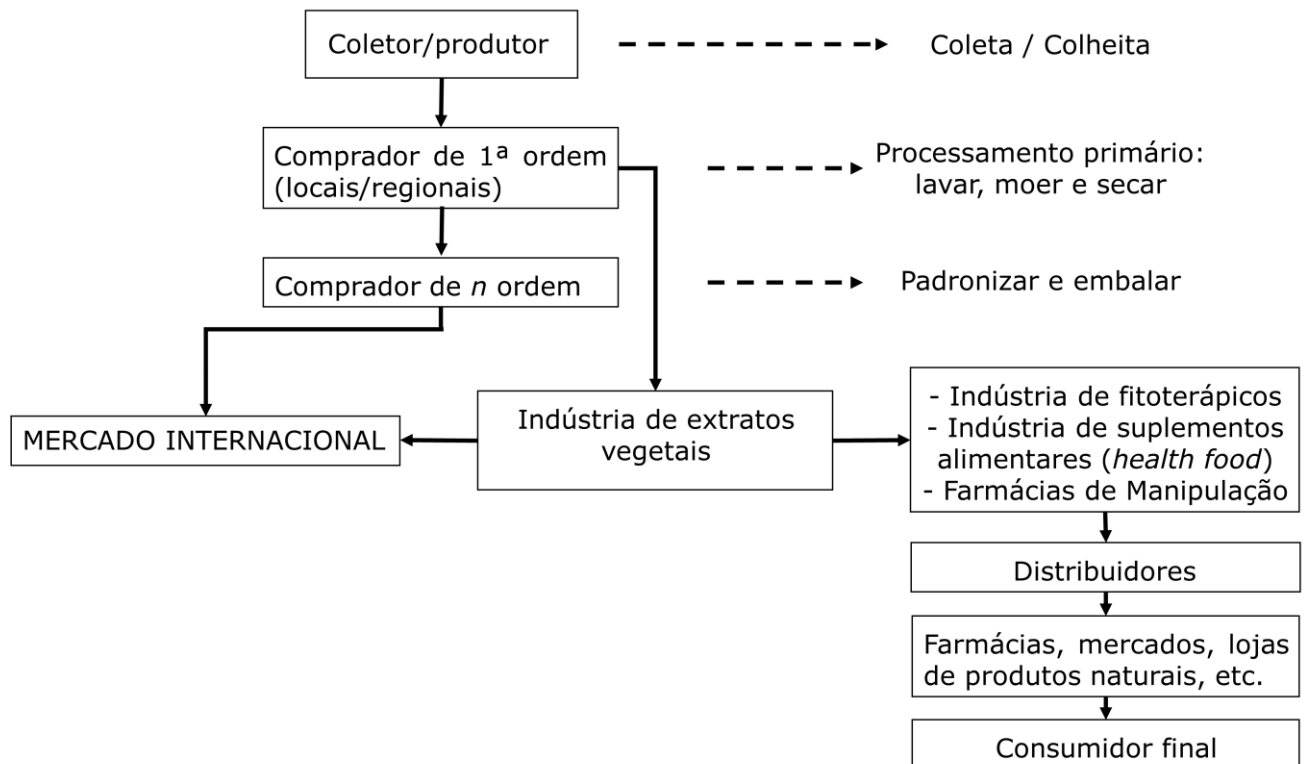 Coletor/produtor
Coleta / Colheita
Comprador de 1ª ordem
(locais/regionais)
Processamento primário:
lavar, moer e secar
Comprador de n ordem
Padronizar e embalar
MERCADO INTERNACIONAL
Indústria de extratos
vegetais
- Indústria de fitoterápicos
- Indústria de suplementos
alimentares (health food)
- Farmácias de Manipulação
Distribuidores
Farmácias, mercados, lojas
de produtos naturais, etc.
Consumidor final